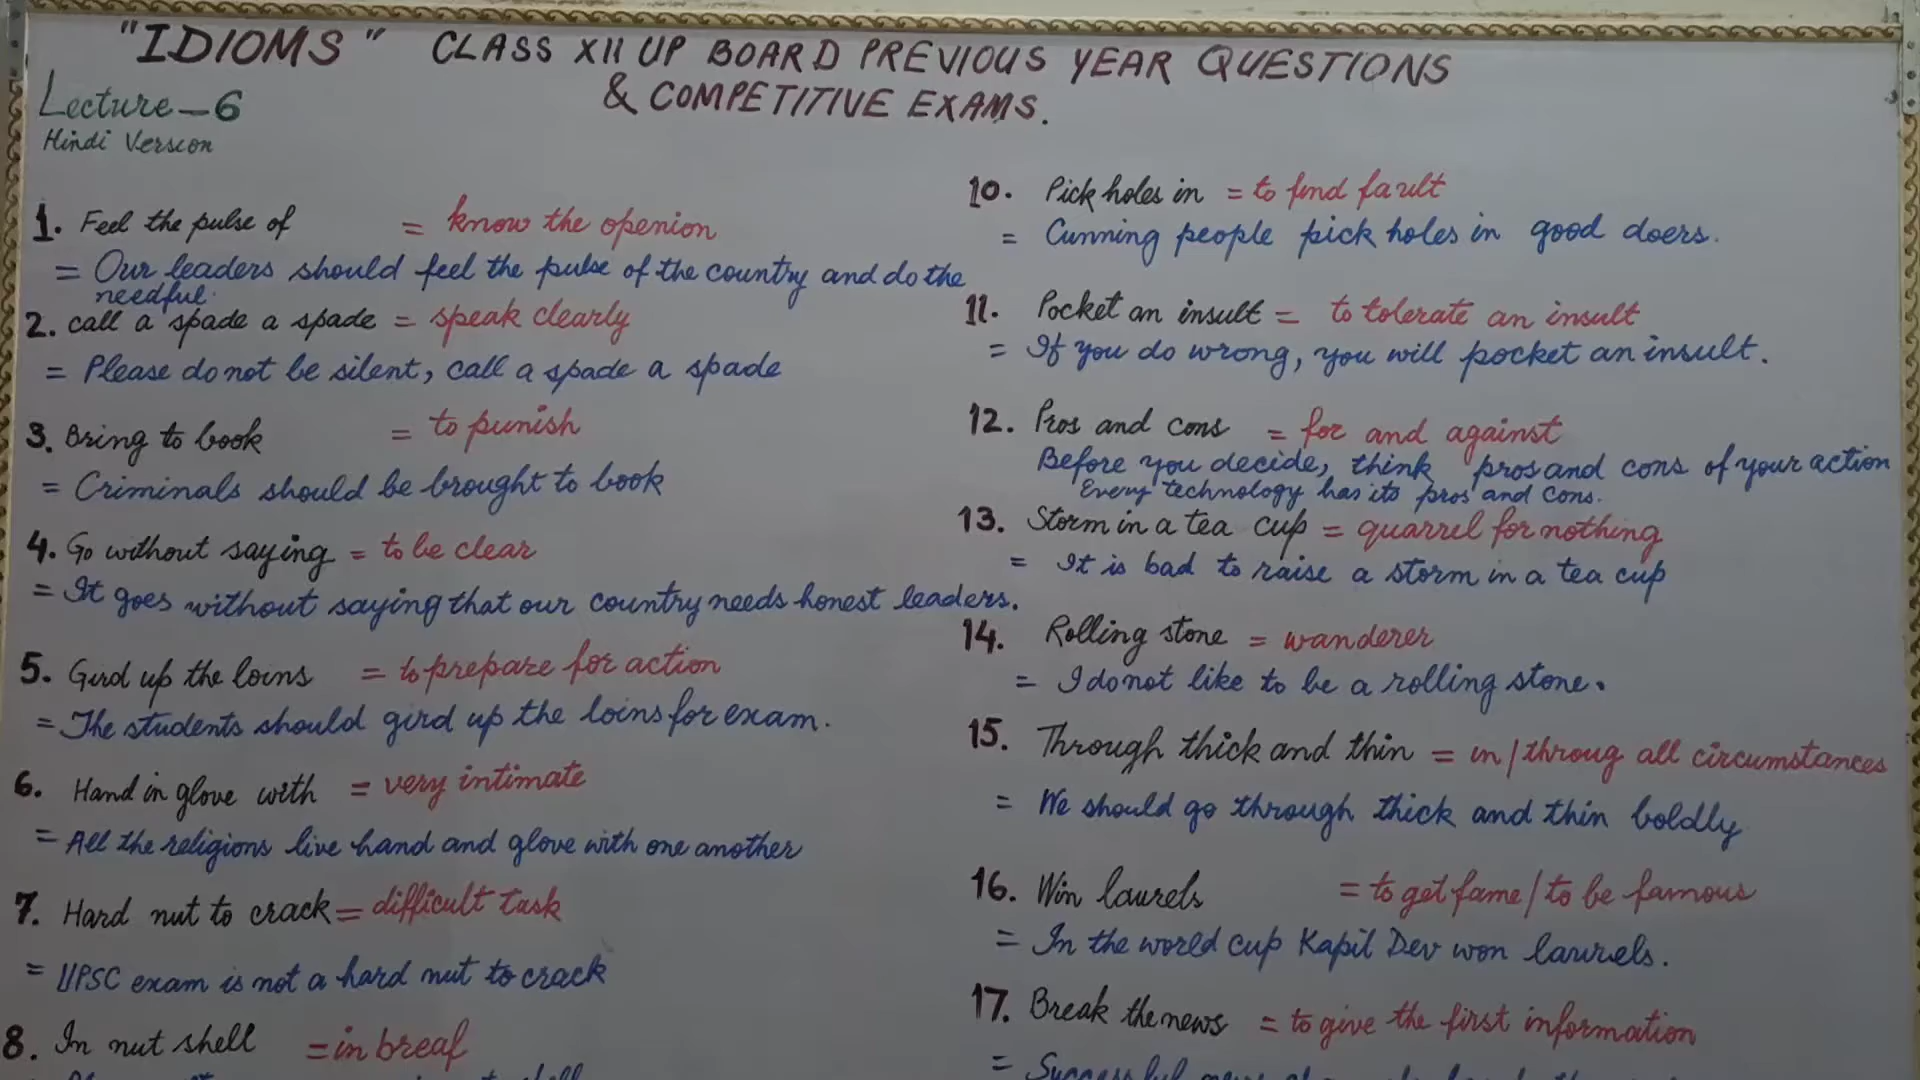 "IDIOMS" CLASS XII UP BOARD PREVIOUS YEAR QUESTIONS
& COMPETITIVE EXAMS.
Lecture-6
Hindi Version
1. Feel the pulse of = know the openion
= Our leaders should feel the pulse of the country and do the
needful.
2. call a spade a spade = speak clearly
= Please do not be silent, call a spade a spade
3. Bring to book = to punish
= Criminals should be brought to book
4. Go without saying = to be clear
= It goes without saying that our country needs honest leaders.
5. Gird up the loins = to prepare for action
= The students should gird up the loins for exam.
6. Hand in glove with = very intimate
= All the religions live hand and glove with one another
7. Hard nut to crack = difficult task
= UPSC exam is not a hard nut to crack
8. In nut shell = in breaf
10. Pick holes in = to find fault
= Cunning people pick holes in good doers.
11. Pocket an insult = to tolerate an insult
= If you do wrong, you will pocket an insult.
12. Pros and cons = for and against
Before you decide, think pros and cons of your action
Every technology has its pros and cons.
13. Storm in a tea cup = quarrel for nothing
= It is bad to raise a storm in a tea cup
14. Rolling stone = wanderer
= I do not like to be a rolling stone.
15. Through thick and thin = in/throug all circumstances
= We should go through thick and thin boldly
16. Win laurels = to get fame/to be famous
= In the world cup Kapil Dev won laurels.
17. Break the news = to give the first information